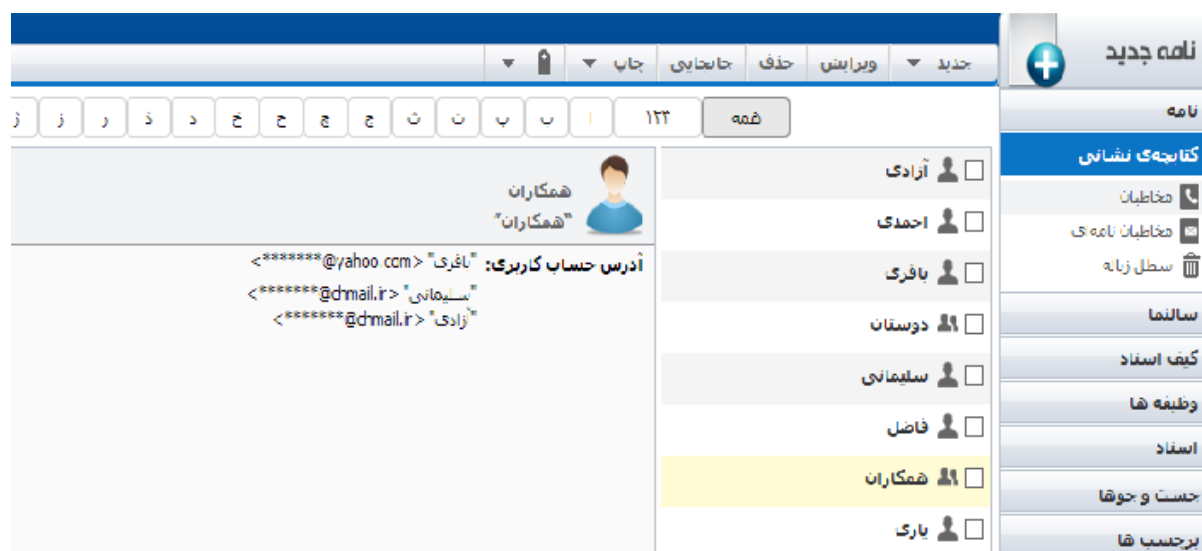 نامه جدید
نامه
کتابچه‌ی نشانی
مخاطبان
مخاطبان نامه‌ای
سطل زباله
سالنما
کیف اسناد
وظیفه ها
اسناد
جست و جوها
برچسب ها
جدید ویرایش حذف جابجایی چاپ
همه ۱۲۳ ا ب پ ت ث ج چ ح خ د ذ ر ز ژ
آزادی
احمدی
باقری
دوستان
سلیمانی
فاضل
همکاران
یاری
همکاران
"همکاران"
آدرس حساب کاربری: "باقری" <*******@yahoo.com>
"سلیمانی" <*******@chmail.ir>
"آزادی" <*******@chmail.ir>